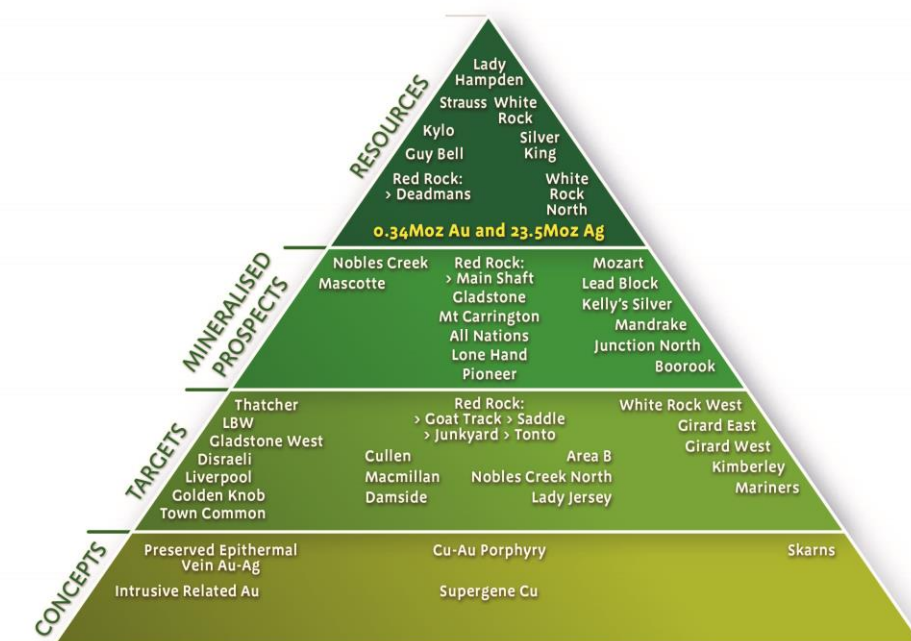 RESOURCES
Lady
Hampden
Strauss White
Rock
Kylo
Silver
King
Guy Bell
Red Rock:
> Deadmans
White
Rock
North
0.34Moz Au and 23.5Moz Ag
MINERALISED
PROSPECTS
Nobles Creek
Mascotte
Red Rock:
> Main Shaft
Gladstone
Mt Carrington
All Nations
Lone Hand
Pioneer
Mozart
Lead Block
Kelly's Silver
Mandrake
Junction North
Boorook
TARGETS
Thatcher
LBW
Gladstone West
Disraeli
Liverpool
Golden Knob
Town Common
Red Rock:
> Goat Track > Saddle
> Junkyard > Tonto
Cullen
Macmillan
Damside
Area B
Nobles Creek North
Lady Jersey
White Rock West
Girard East
Girard West
Kimberley
Mariners
CONCEPTS
Preserved Epithermal
Vein Au-Ag
Intrusive Related Au
Cu-Au Porphyry
Supergene Cu
Skarns